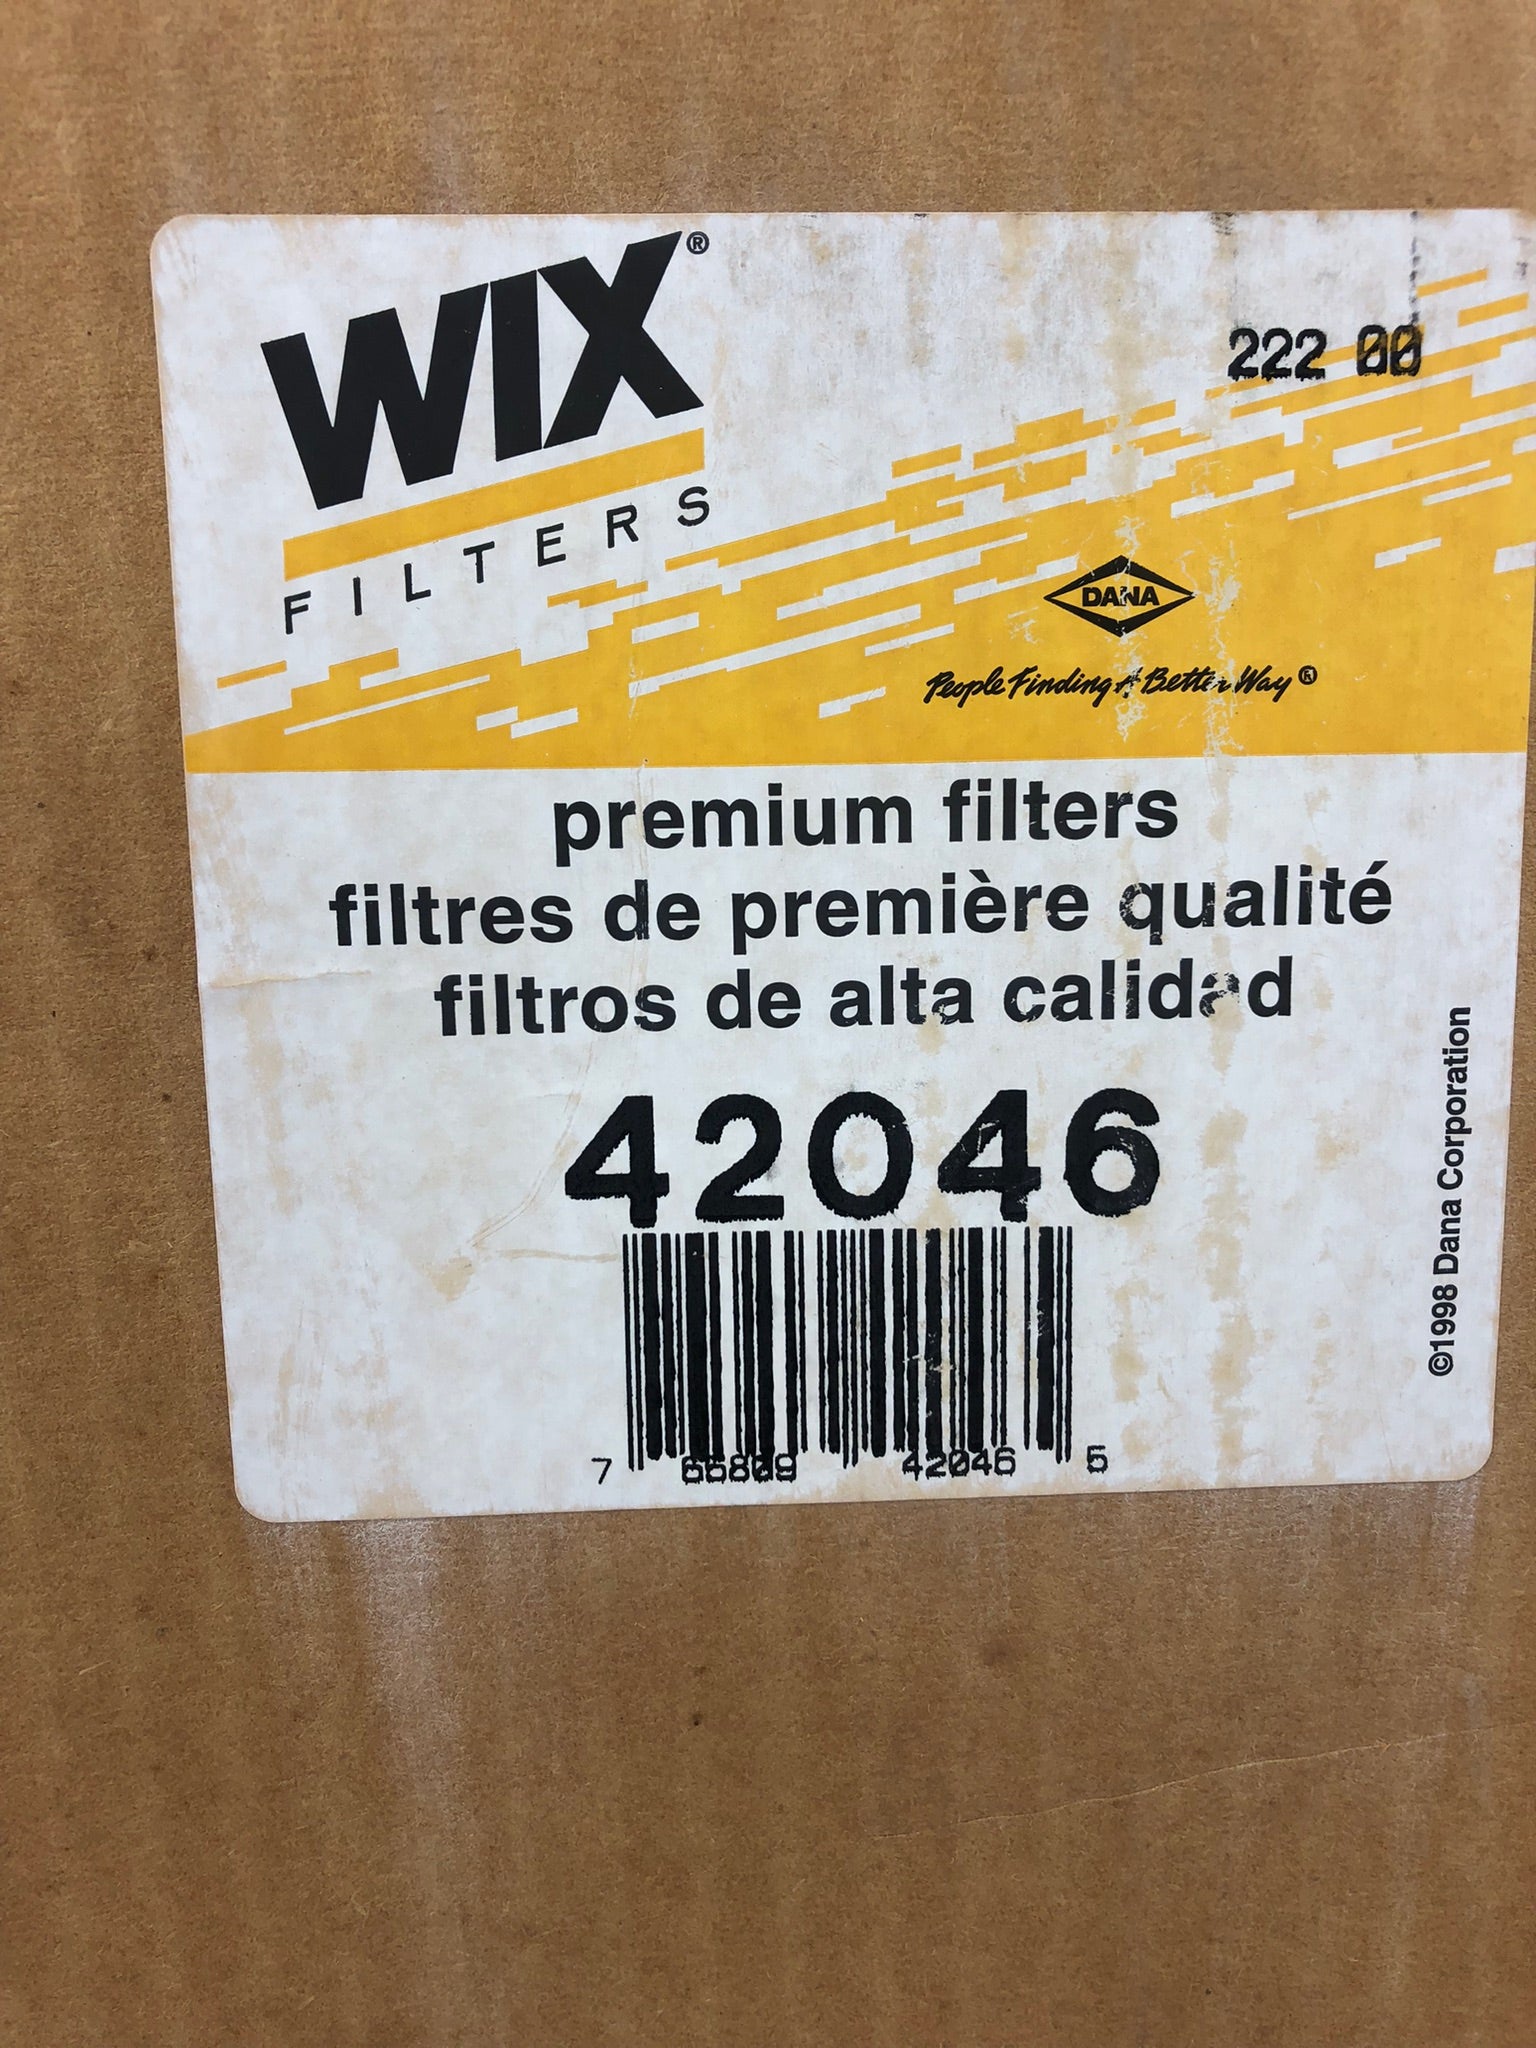 WIX®
FILTERS
222 00
DANA
People Finding A Better Way®
premium filters
filtres de première qualité
filtros de alta calidad
42046
7 65809 42046 5
©1998 Dana Corporation